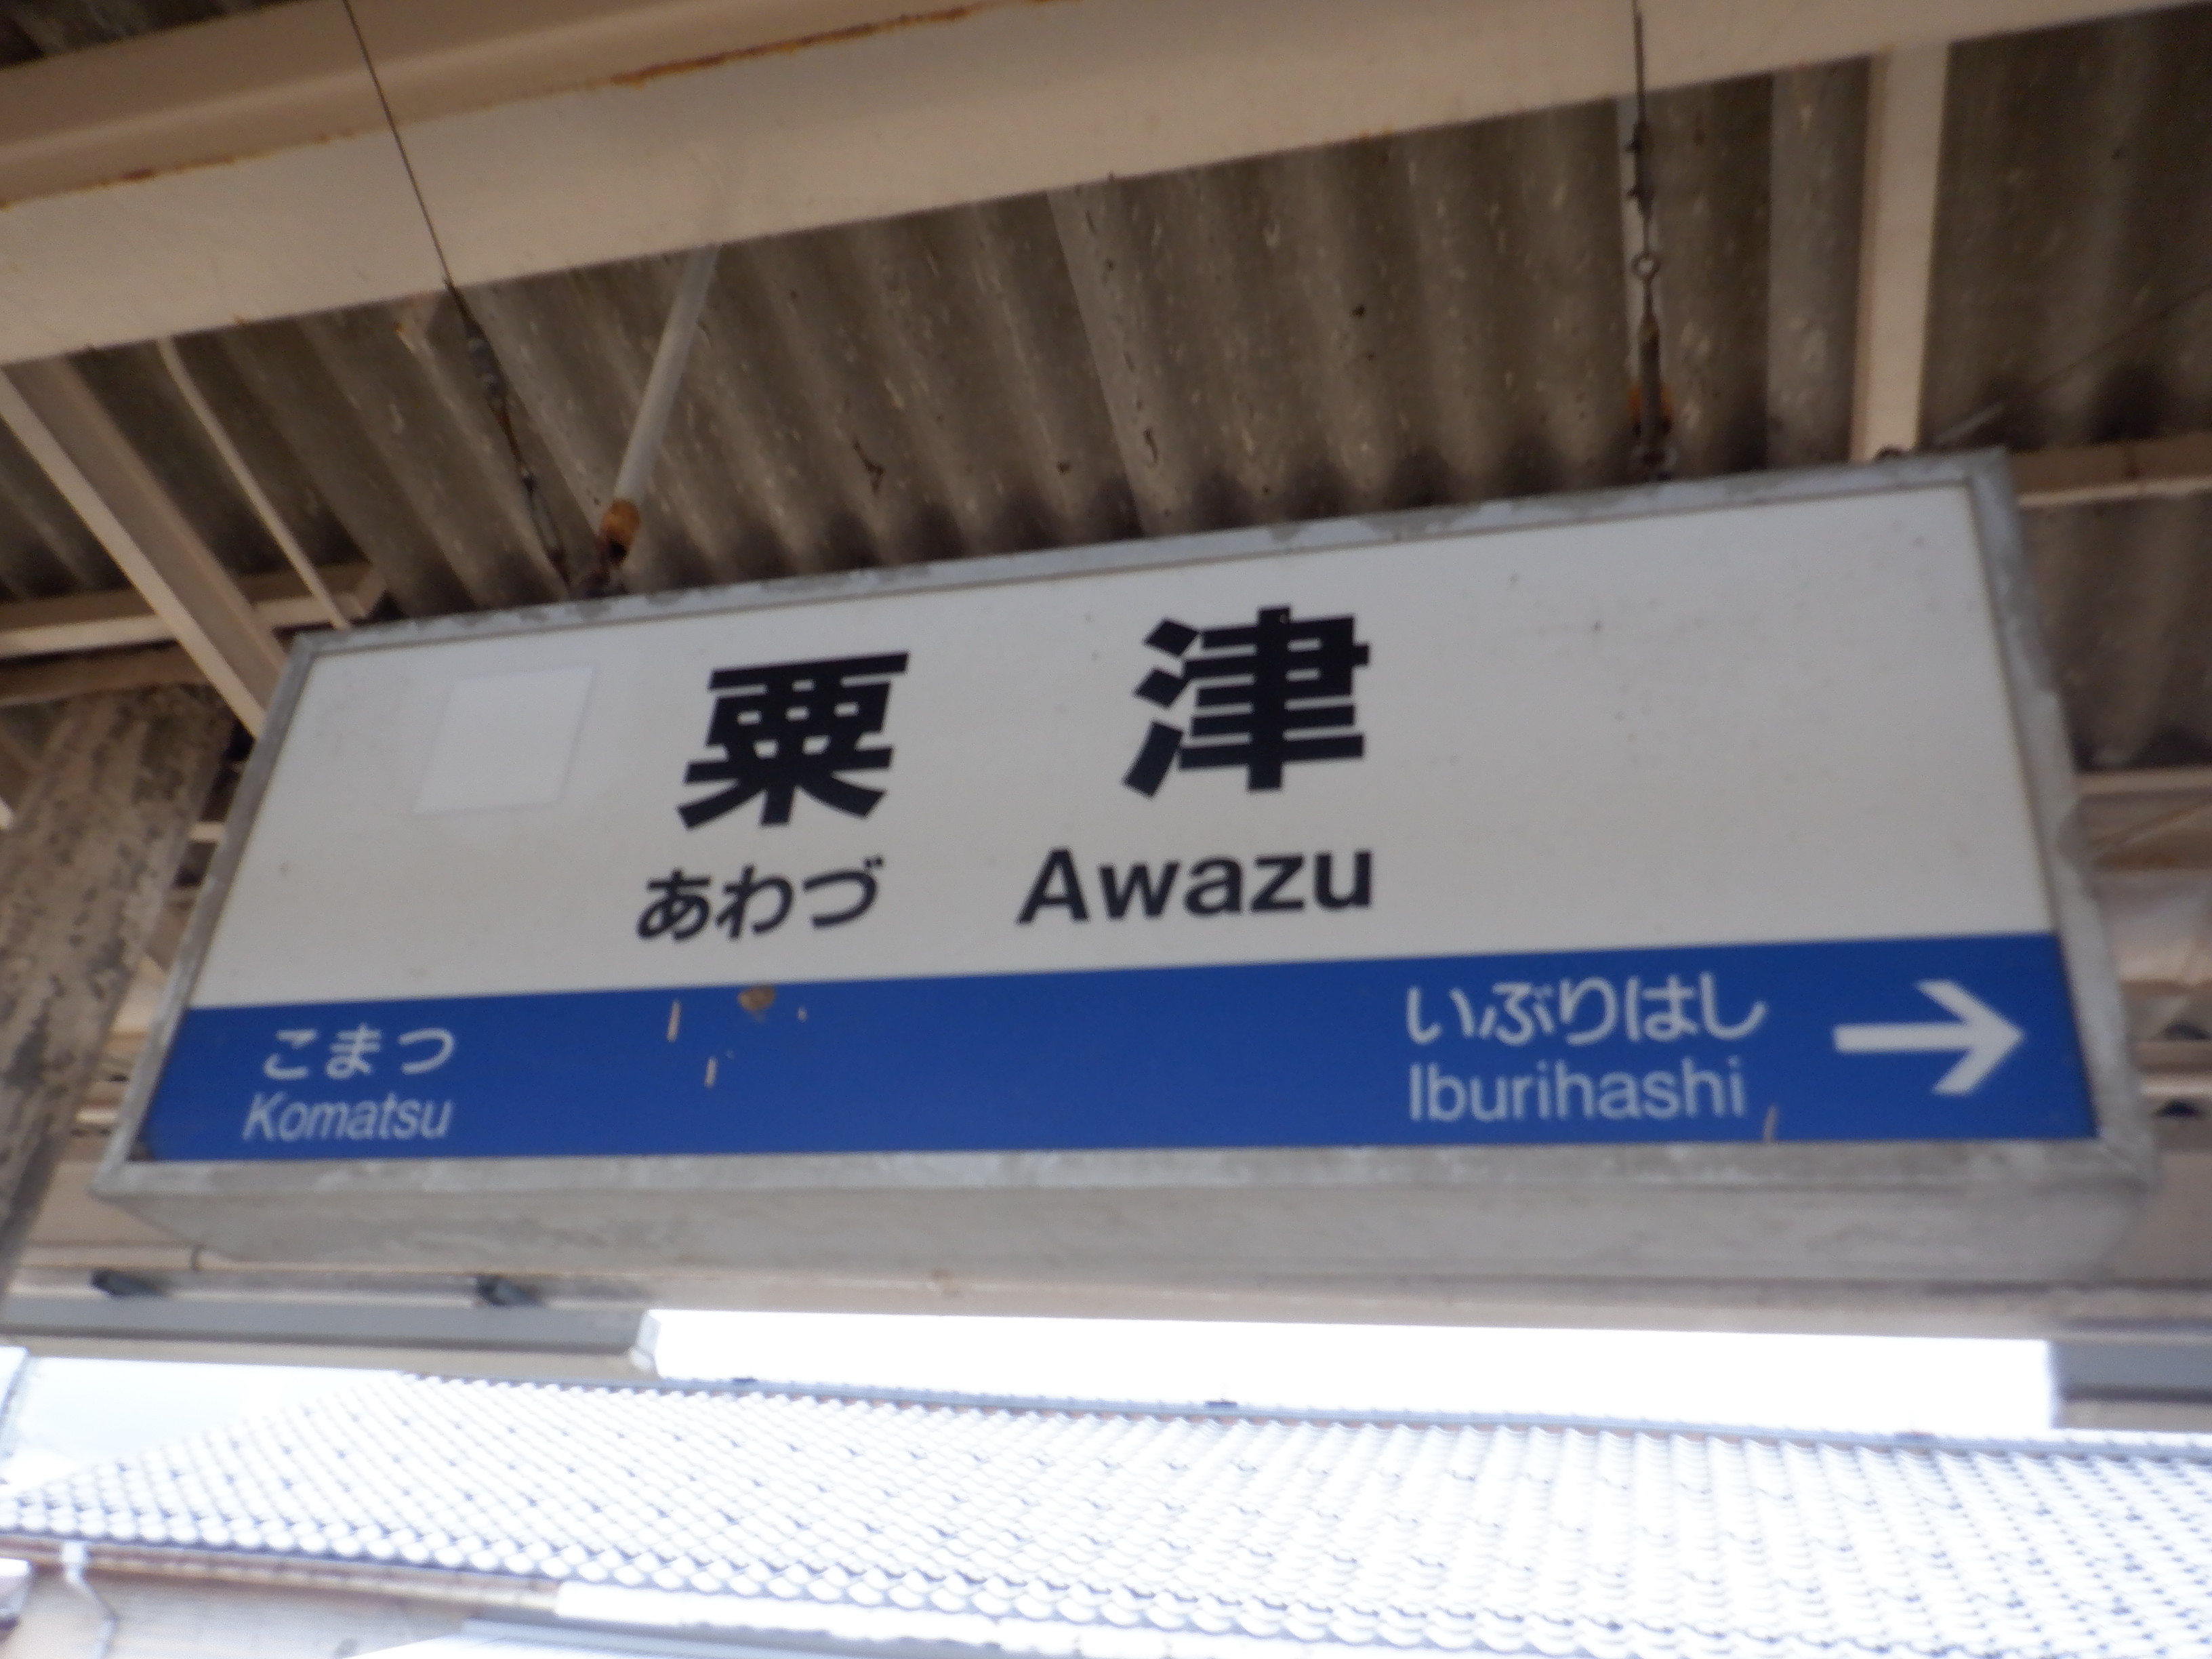 粟津
あわづ Awazu
こまつ
Komatsu
いぶりはし
Iburihashi
→